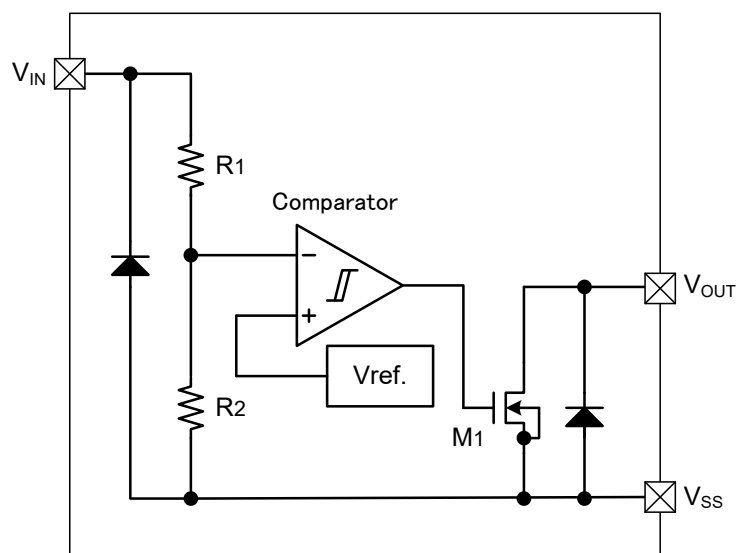 VIN
R1
Comparator
−
+
VOUT
Vref.
R2
M1
VSS